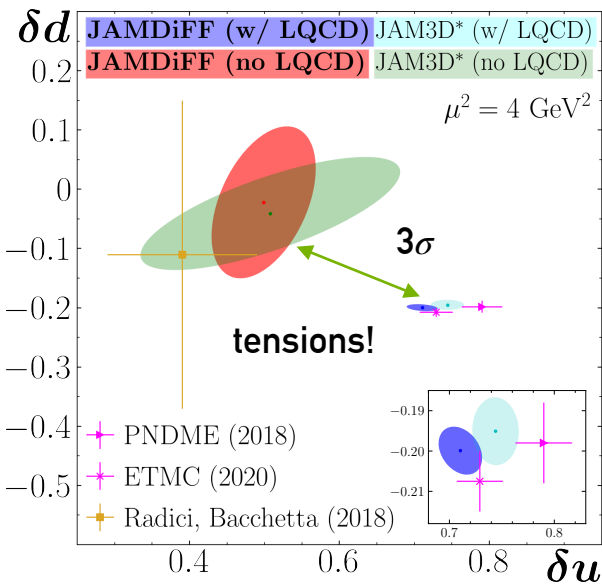 δd
JAMDiFF (w/ LQCD) JAM3D* (w/ LQCD)
JAMDiFF (no LQCD) JAM3D* (no LQCD)
μ² = 4 GeV²
0.2
0.1
0
−0.1
−0.2
−0.3
−0.4
−0.5
3σ
tensions!
PNDME (2018)
ETMC (2020)
Radici, Bacchetta (2018)
−0.19
−0.20
−0.21
0.7 0.8
0.4 0.6 0.8
δu